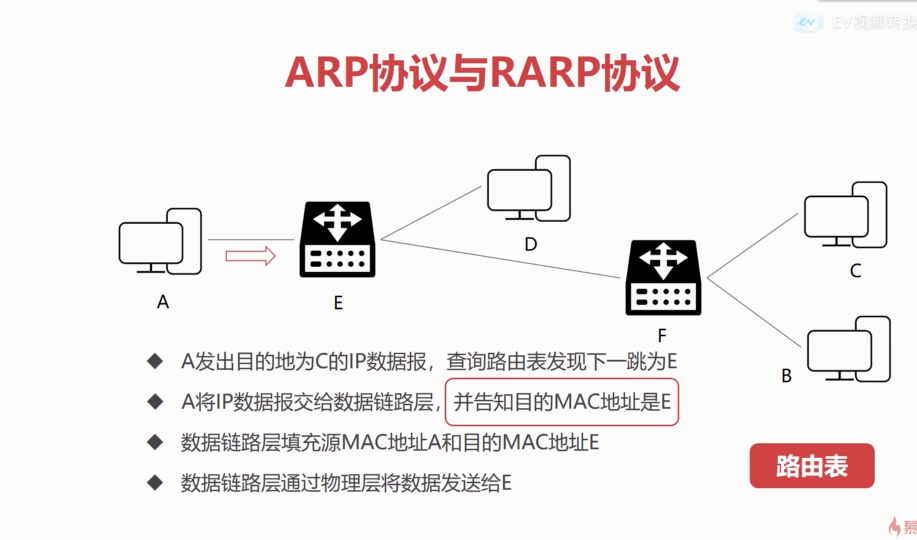 EV视频转换
ARP协议与RARP协议
D
C
A
E
F
B
A发出目的地为C的IP数据报，查询路由表发现下一跳为E
A将IP数据报交给数据链路层，并告知目的MAC地址是E
数据链路层填充源MAC地址A和目的MAC地址E
数据链路层通过物理层将数据发送给E
路由表